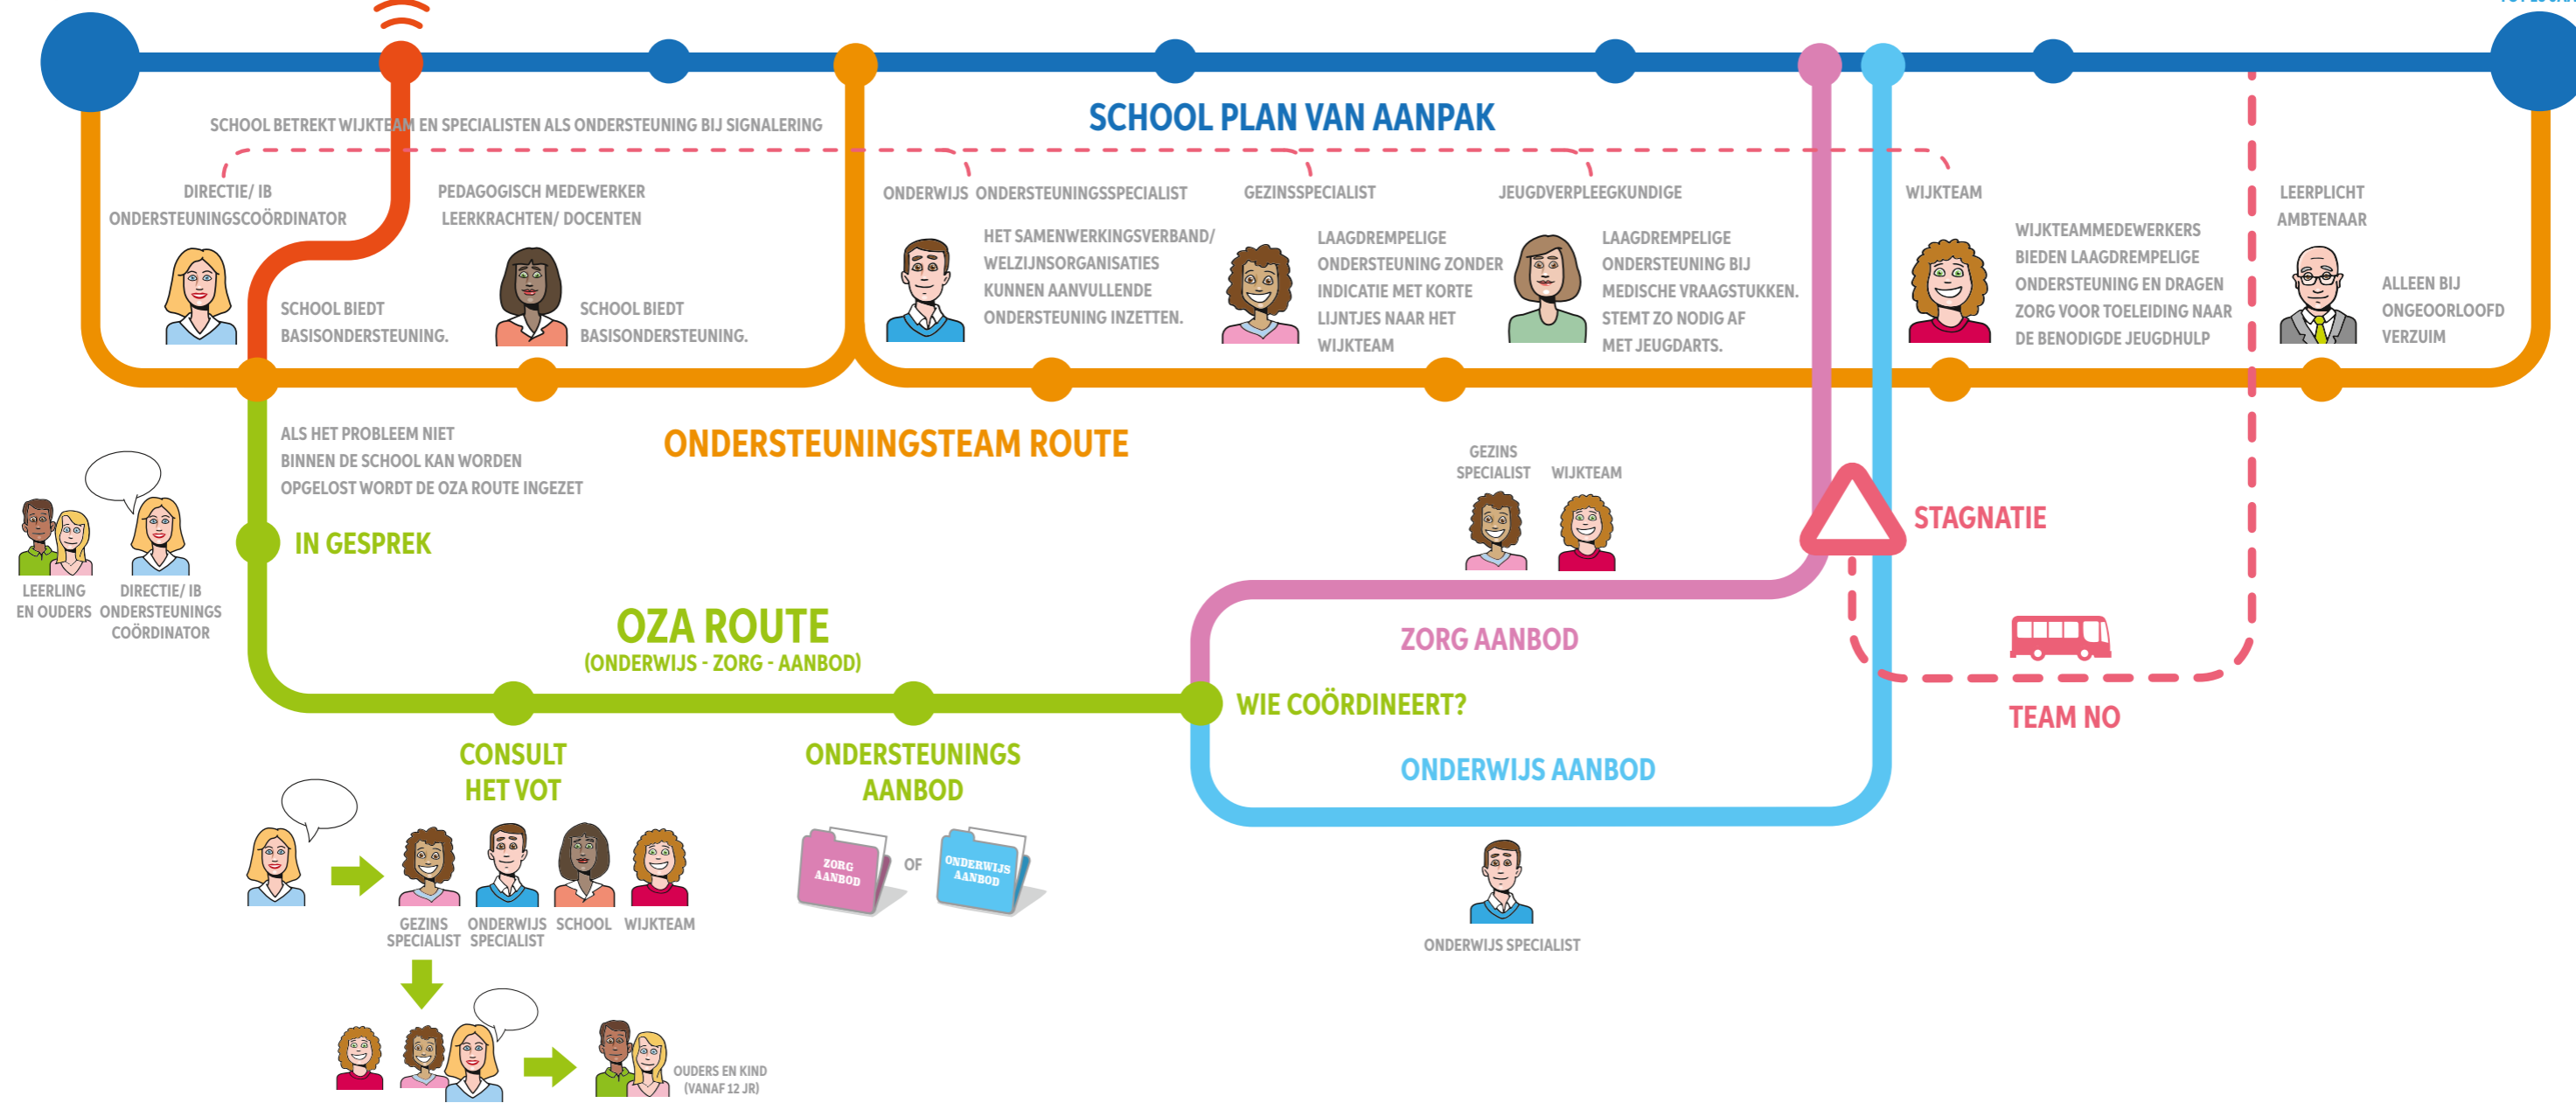 SCHOOL BETREKT WIJKTEAM EN SPECIALISTEN ALS ONDERSTEUNING BIJ SIGNALERING
SCHOOL PLAN VAN AANPAK
DIRECTIE/ IB
ONDERSTEUNINGSCOÖRDINATOR
SCHOOL BIEDT
BASISONDERSTEUNING.
PEDAGOGISCH MEDEWERKER
LEERKRACHTEN/ DOCENTEN
SCHOOL BIEDT
BASISONDERSTEUNING.
ONDERWIJS ONDERSTEUNINGSSPECIALIST
HET SAMENWERKINGSVERBAND/
WELZIJNSORGANISATIES
KUNNEN AANVULLENDE
ONDERSTEUNING INZETTEN.
GEZINSSPECIALIST
LAAGDREMPELIGE
ONDERSTEUNING ZONDER
INDICATIE MET KORTE
LIJNTJES NAAR HET
WIJKTEAM
JEUGDVERPLEEGKUNDIGE
LAAGDREMPELIGE
ONDERSTEUNING BIJ
MEDISCHE VRAAGSTUKKEN.
STEMT ZO NODIG AF
MET JEUGDARTS.
WIJKTEAM
WIJKTEAMMEDEWERKERS
BIEDEN LAAGDREMPELIGE
ONDERSTEUNING EN DRAGEN
ZORG VOOR TOELEIDING NAAR
DE BENODIGDE JEUGDHULP
LEERPLICHT
AMBTENAAR
ALLEEN BIJ
ONGEOORLOOFD
VERZUIM
ONDERSTEUNINGSTEAM ROUTE
ALS HET PROBLEEM NIET
BINNEN DE SCHOOL KAN WORDEN
OPGELOST WORDT DE OZA ROUTE INGEZET
IN GESPREK
LEERLING
EN OUDERS
DIRECTIE/ IB
ONDERSTEUNINGS
COÖRDINATOR
OZA ROUTE
(ONDERWIJS - ZORG - AANBOD)
GEZINS
SPECIALIST
WIJKTEAM
STAGNATIE
ZORG AANBOD
WIE COÖRDINEERT?
TEAM NO
ONDERWIJS AANBOD
CONSULT
HET VOT
ONDERSTEUNINGS
AANBOD
ZORG
AANBOD
OF
ONDERWIJS
AANBOD
GEZINS
SPECIALIST
ONDERWIJS
SPECIALIST
SCHOOL
WIJKTEAM
ONDERWIJS SPECIALIST
OUDERS EN KIND
(VANAF 12 JR)